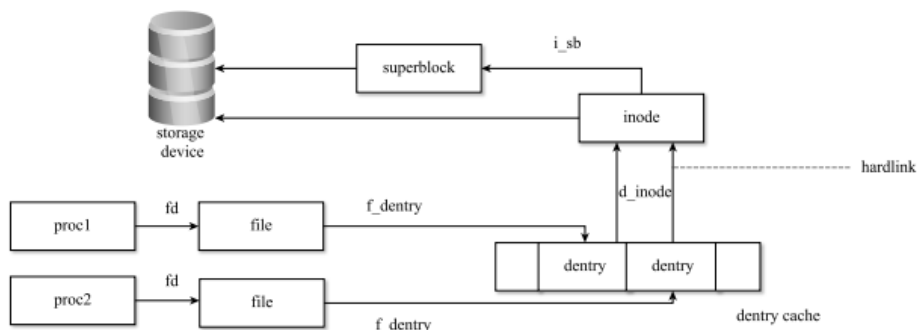 i_sb
superblock
inode
storage
device
hardlink
d_inode
fd
f_dentry
proc1
file
dentry
dentry
fd
proc2
file
dentry cache
f_dentry